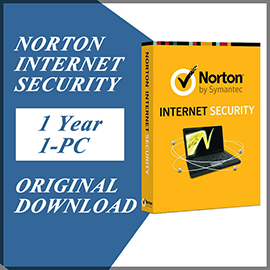 NORTON
INTERNET
SECURITY
1 Year
1-PC
ORIGINAL
DOWNLOAD
Norton
by Symantec
INTERNET SECURITY
NORTON INTERNET SECURITY